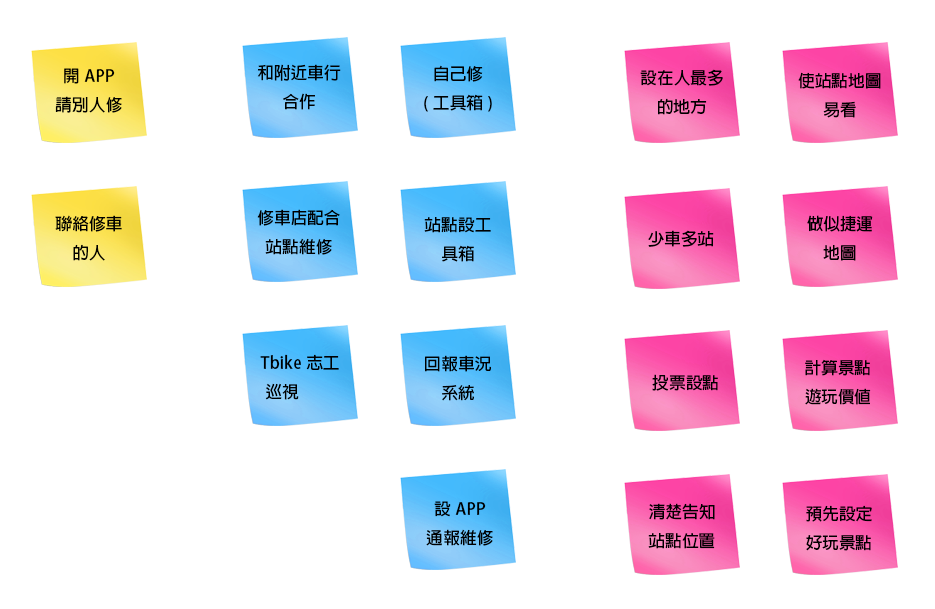 開 APP
請別人修
聯絡修車
的人
和附近車行
合作
自己修
( 工具箱 )
修車店配合
站點維修
站點設工
具箱
Tbike 志工
巡視
回報車況
系統
設 APP
通報維修
設在人最多
的地方
使站點地圖
易看
少車多站
做似捷運
地圖
投票設點
計算景點
遊玩價值
清楚告知
站點位置
預先設定
好玩景點